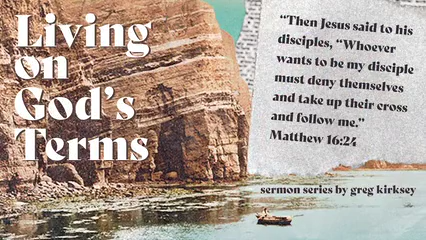 Living
on
God's
Terms
“Then Jesus said to his
disciples, “Whoever
wants to be my disciple
must deny themselves
and take up their cross
and follow me.”
Matthew 16:24
sermon series by greg kirksey